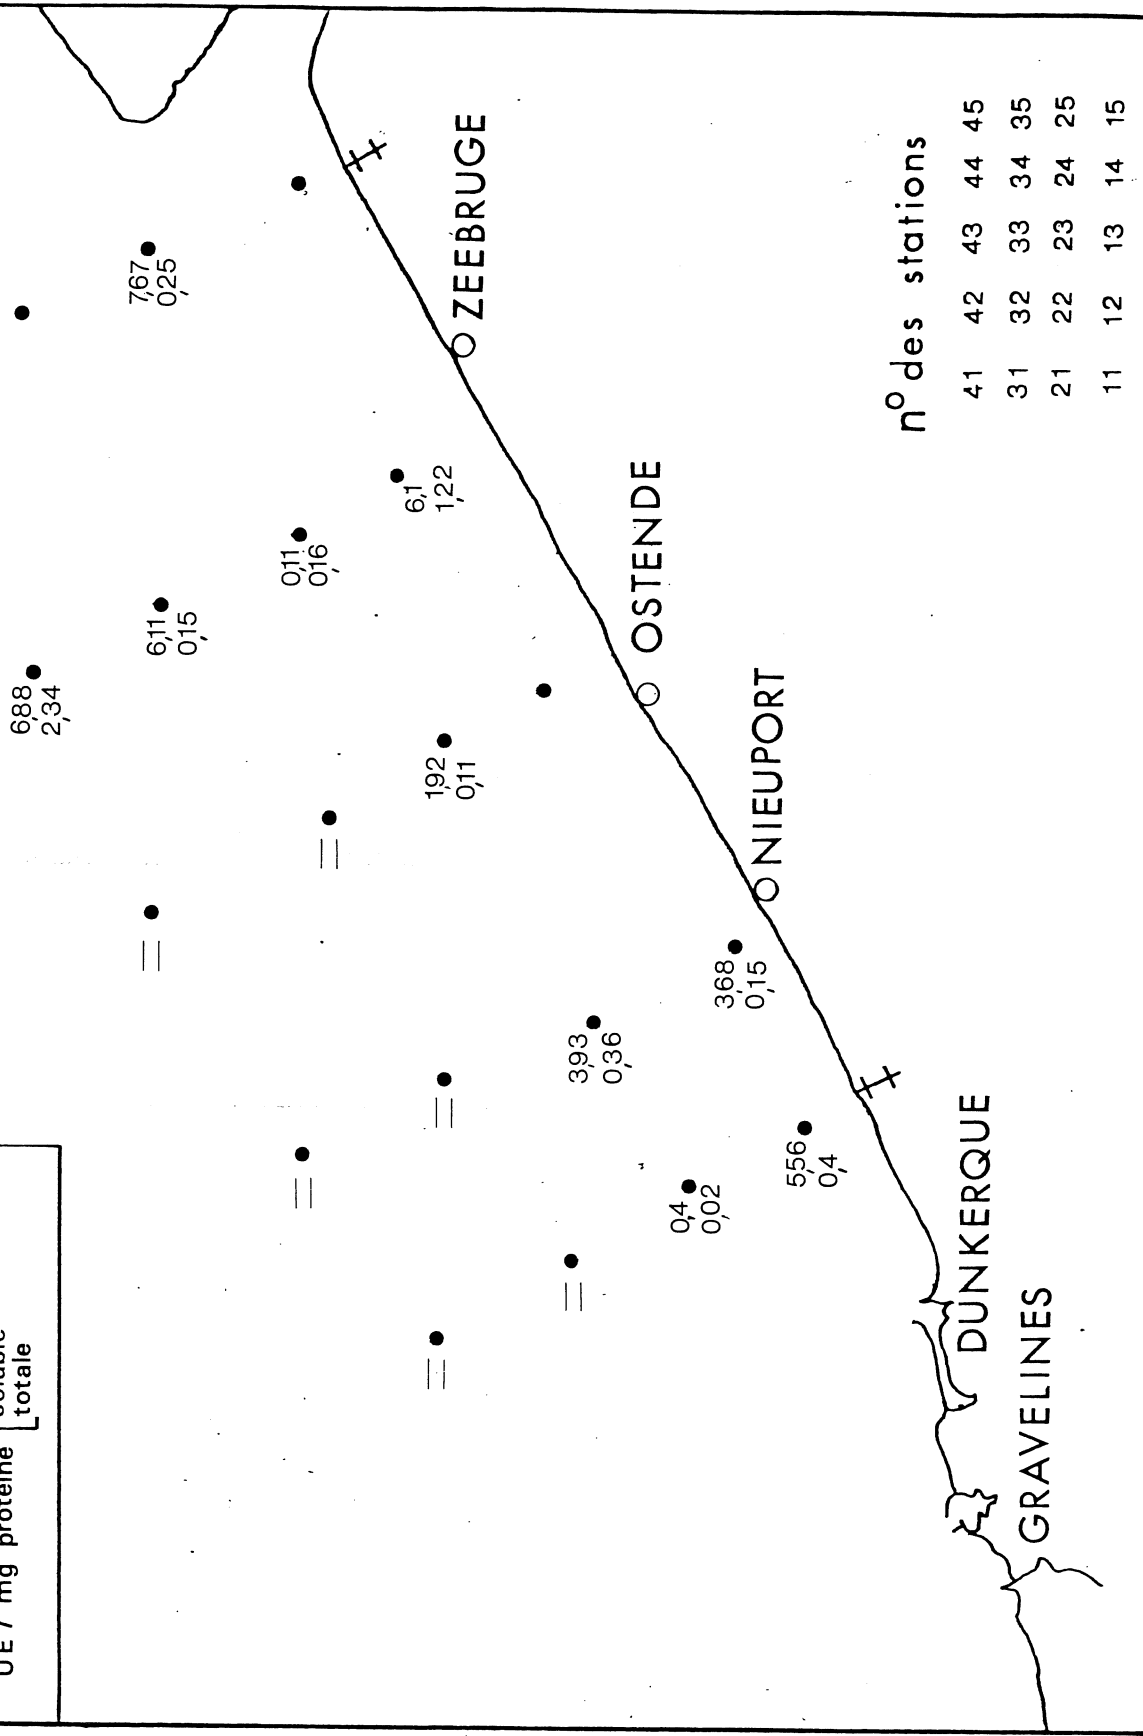 UE / mg protéine
totale
6,88
2,34
7,67
0,25
6,11
0,15
0,11
0,16
6,1
1,22
1,92
0,11
ZEEBRUGE
3,93
0,36
OSTENDE
0,4
0,02
3,68
0,15
NIEUPORT
5,56
0,4
DUNKERQUE
GRAVELINES
n° des stations
41 42 43 44 45
31 32 33 34 35
21 22 23 24 25
11 12 13 14 15